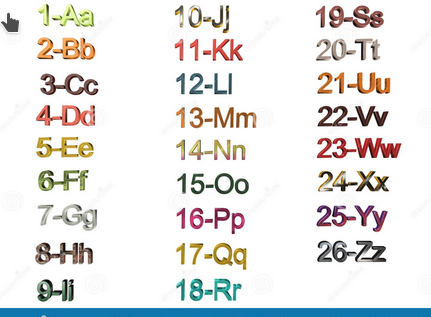 1-Aa
2-Bb
3-Cc
4-Dd
5-Ee
6-Ff
7-Gg
8-Hh
9-Ii
10-Jj
11-Kk
12-Ll
13-Mm
14-Nn
15-Oo
16-Pp
17-Qq
18-Rr
19-Ss
20-Tt
21-Uu
22-Vv
23-Ww
24-Xx
25-Yy
26-Zz